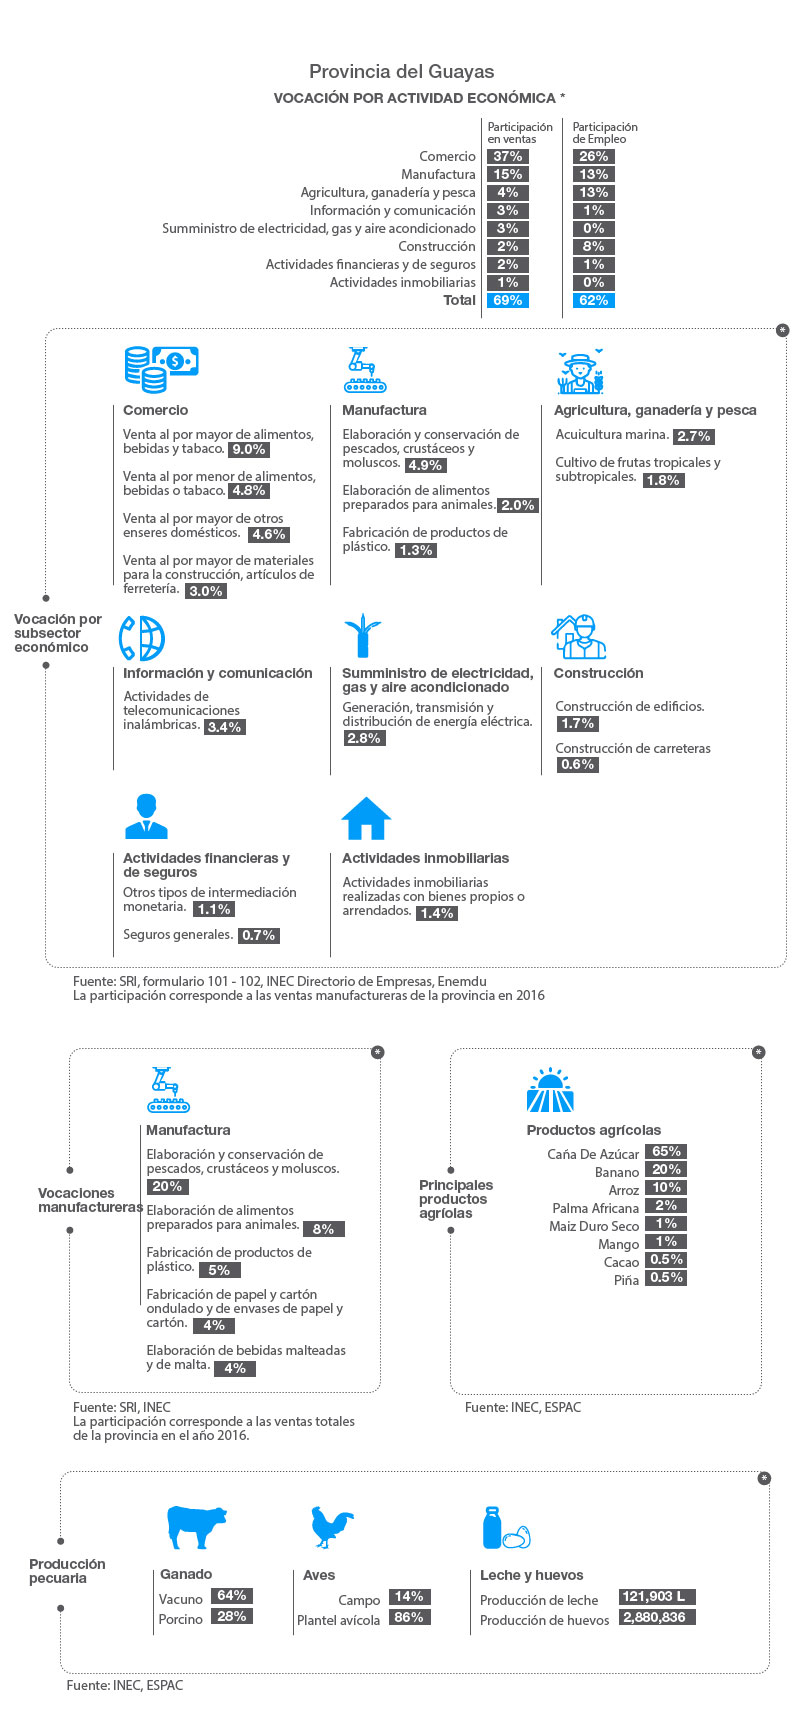 Provincia del Guayas
VOCACIÓN POR ACTIVIDAD ECONÓMICA *
Participación en ventas
Participación de Empleo
Comercio 37% 26%
Manufactura 15% 13%
Agricultura, ganadería y pesca 4% 13%
Información y comunicación 3% 1%
Sumministro de electricidad, gas y aire acondicionado 3% 0%
Construcción 2% 8%
Actividades financieras y de seguros 2% 1%
Actividades inmobiliarias 1% 0%
Total 69% 62%
*
Vocación por
subsector
económico
Comercio
Venta al por mayor de alimentos,
bebidas y tabaco. 9.0%
Venta al por menor de alimentos,
bebidas o tabaco. 4.8%
Venta al por mayor de otros
enseres domésticos. 4.6%
Venta al por mayor de materiales
para la construcción, artículos de
ferretería. 3.0%
Manufactura
Elaboración y conservación de
pescados, crustáceos y
moluscos. 4.9%
Elaboración de alimentos
preparados para animales. 2.0%
Fabricación de productos de
plástico. 1.3%
Agricultura, ganadería y pesca
Acuicultura marina. 2.7%
Cultivo de frutas tropicales y
subtropicales. 1.8%
Información y comunicación
Actividades de
telecomunicaciones
inalámbricas. 3.4%
Sumministro de electricidad,
gas y aire acondicionado
Generación, transmisión y
distribución de energía eléctrica.
2.8%
Construcción
Construcción de edificios.
1.7%
Construcción de carreteras
0.6%
Actividades financieras y
de seguros
Otros tipos de intermediación
monetaria. 1.1%
Seguros generales. 0.7%
Actividades inmobiliarias
Actividades inmobiliarias
realizadas con bienes propios o
arrendados. 1.4%
Fuente: SRI, formulario 101 - 102, INEC Directorio de Empresas, Enemdu
La participación corresponde a las ventas manufactureras de la provincia en 2016
*
Vocaciones
manufactureras
Manufactura
Elaboración y conservación de
pescados, crustáceos y moluscos.
20%
Elaboración de alimentos
preparados para animales. 8%
Fabricación de productos de
plástico. 5%
Fabricación de papel y cartón
ondulado y de envases de papel y
cartón. 4%
Elaboración de bebidas malteadas
y de malta. 4%
Fuente: SRI, INEC
La participación corresponde a las ventas totales
de la provincia en el año 2016.
*
Principales
productos
agríolas
Productos agrícolas
Caña De Azúcar 65%
Banano 20%
Arroz 10%
Palma Africana 2%
Maiz Duro Seco 1%
Mango 1%
Cacao 0.5%
Piña 0.5%
Fuente: INEC, ESPAC
*
Producción
pecuaria
Ganado
Vacuno 64%
Porcino 28%
Aves
Campo 14%
Plantel avícola 86%
Leche y huevos
Producción de leche 121,903 L
Producción de huevos 2,880,836
Fuente: INEC, ESPAC